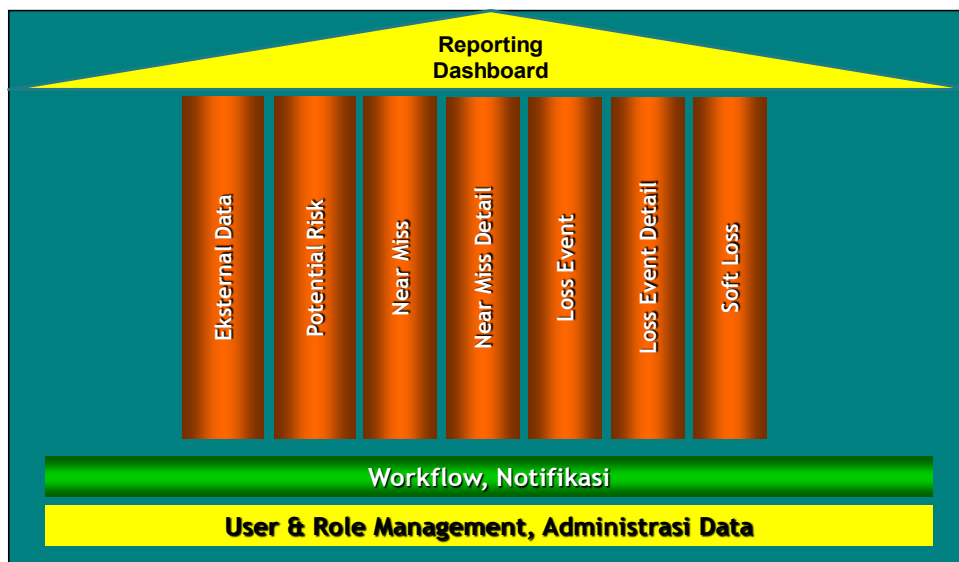 Reporting
Dashboard
Eksternal Data
Potential Risk
Near Miss
Near Miss Detail
Loss Event
Loss Event Detail
Soft Loss
Workflow, Notifikasi
User & Role Management, Administrasi Data